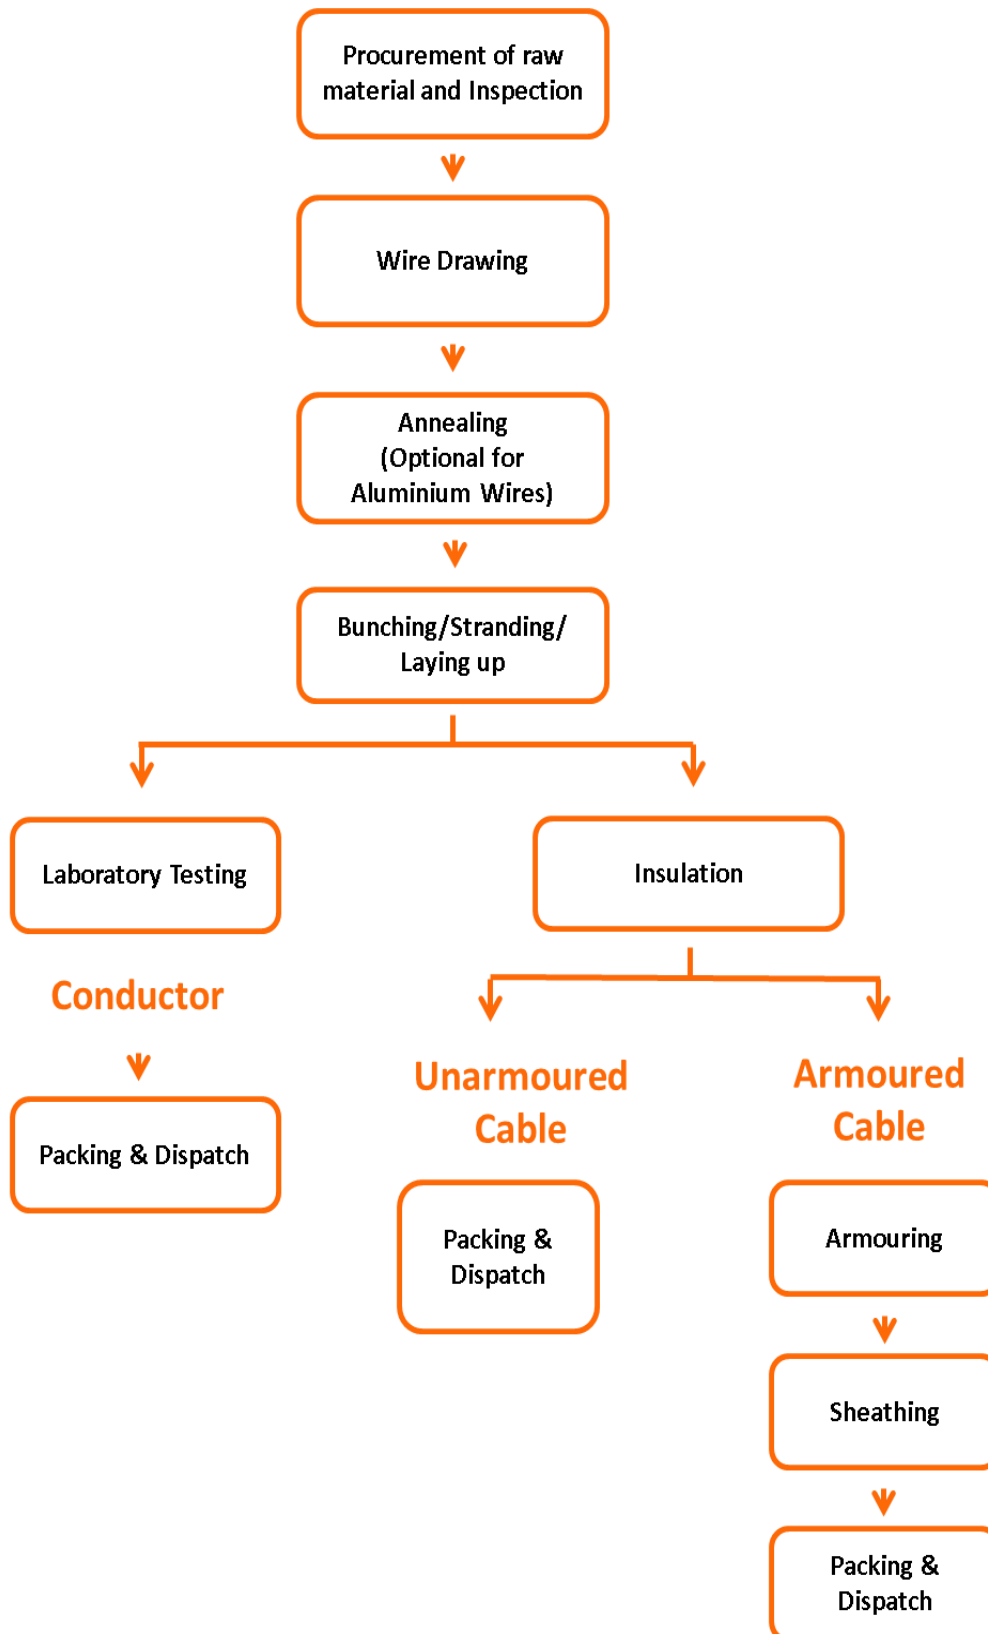 Procurement of raw
material and Inspection
Wire Drawing
Annealing
(Optional for
Aluminium Wires)
Bunching/Stranding/
Laying up
Laboratory Testing
Insulation
Conductor
Unarmoured
Cable
Armoured
Cable
Packing & Dispatch
Packing &
Dispatch
Armouring
Sheathing
Packing &
Dispatch